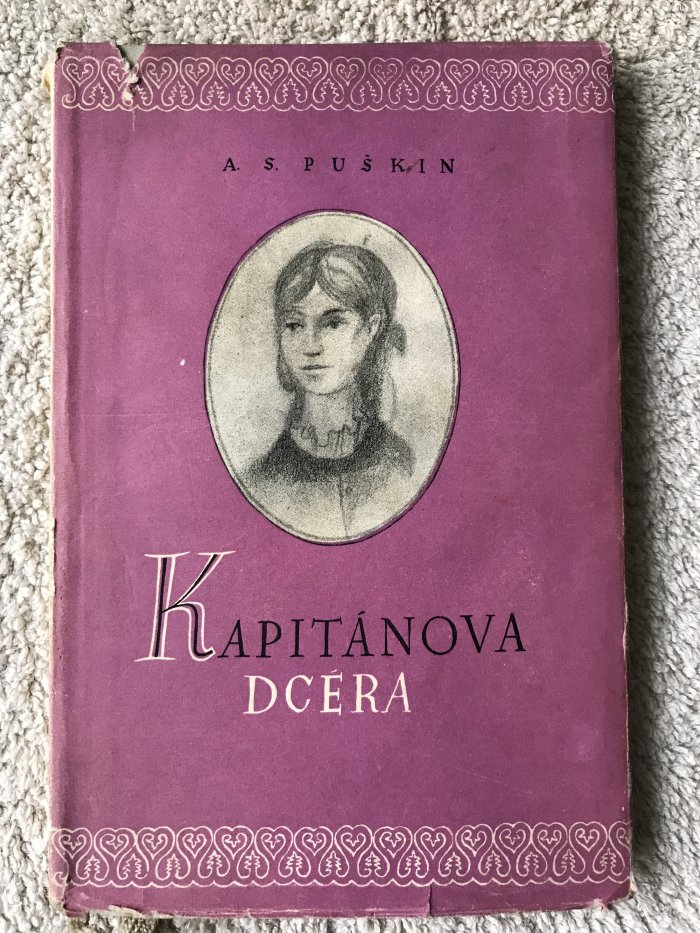 A. S. PUŠKIN
KAPITÁNOVA
DCÉRA